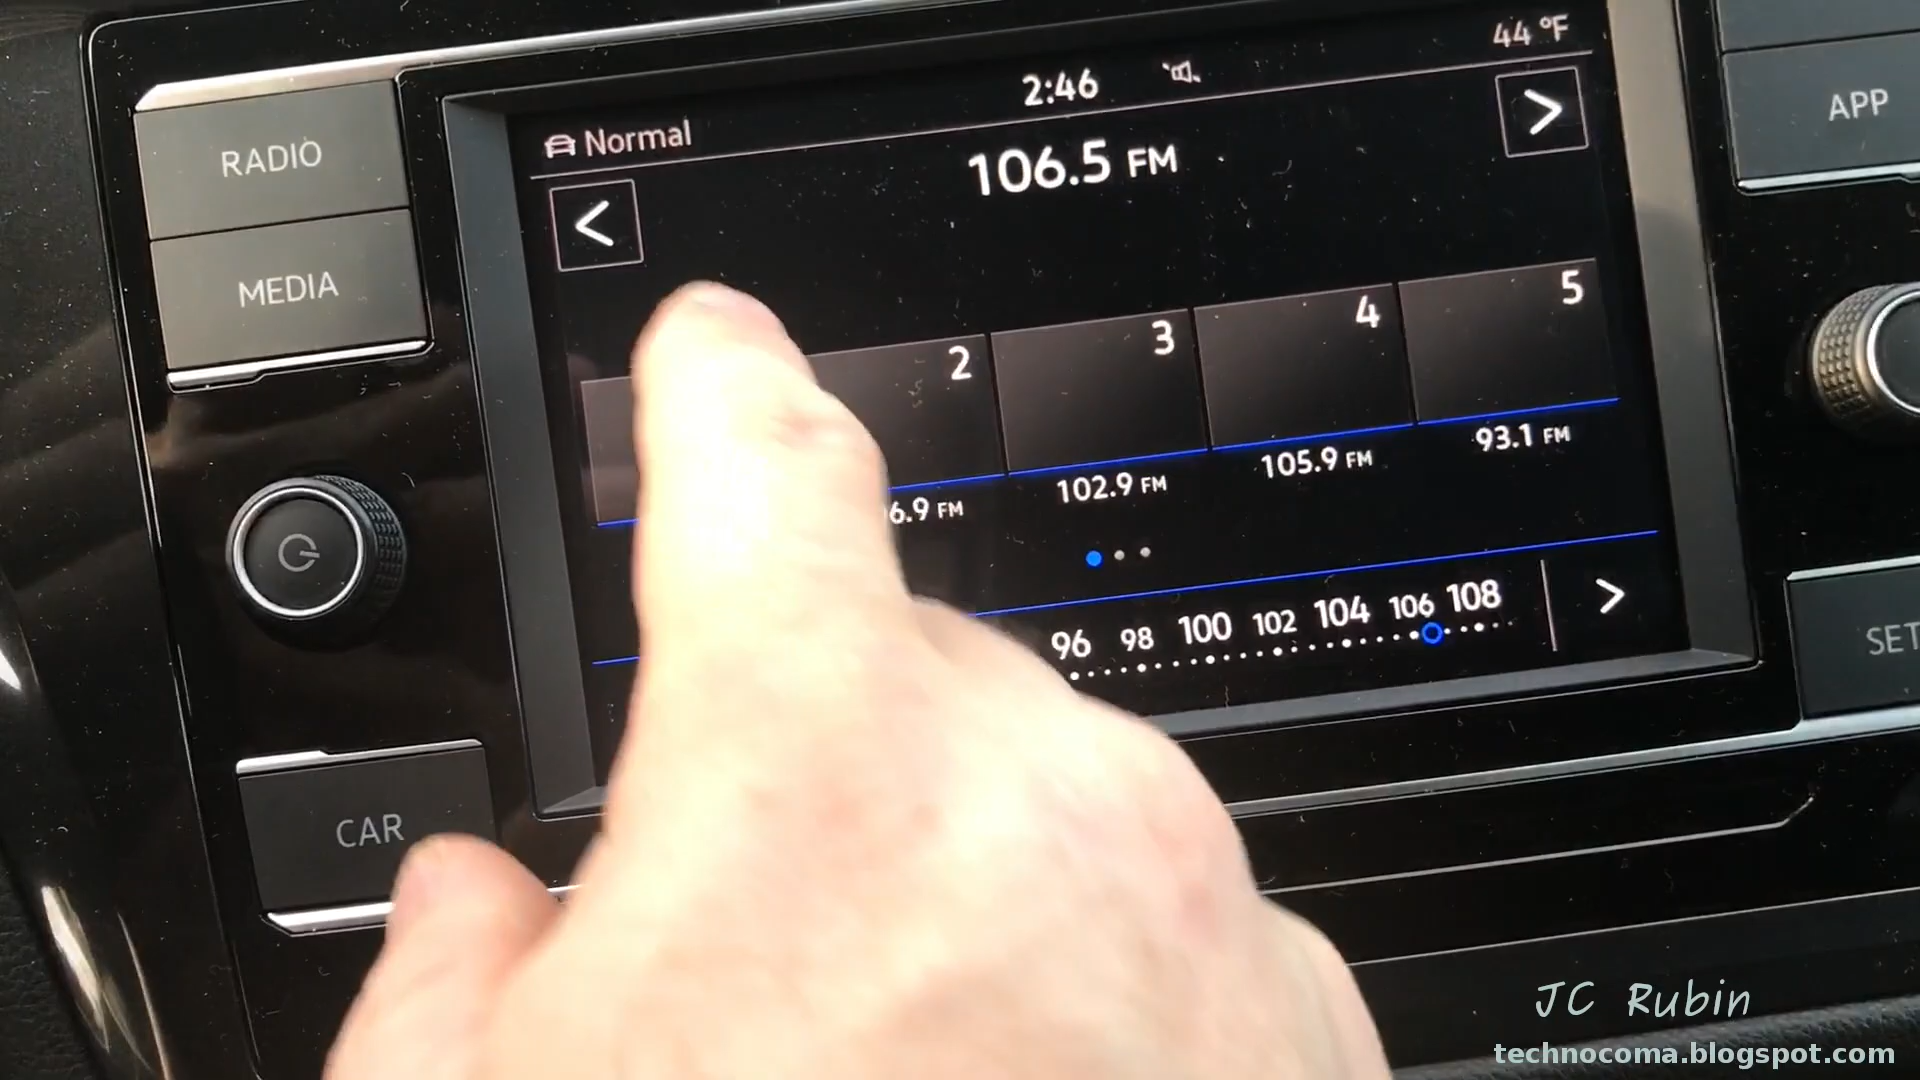 RADIO
MEDIA
CAR
Normal
2:46
44 °F
<
106.5 FM
>
2
3
4
5
6.9 FM
102.9 FM
105.9 FM
93.1 FM
96 98 100 102 104 106 108
>
APP
SET
JC Rubin
technocoma.blogspot.com